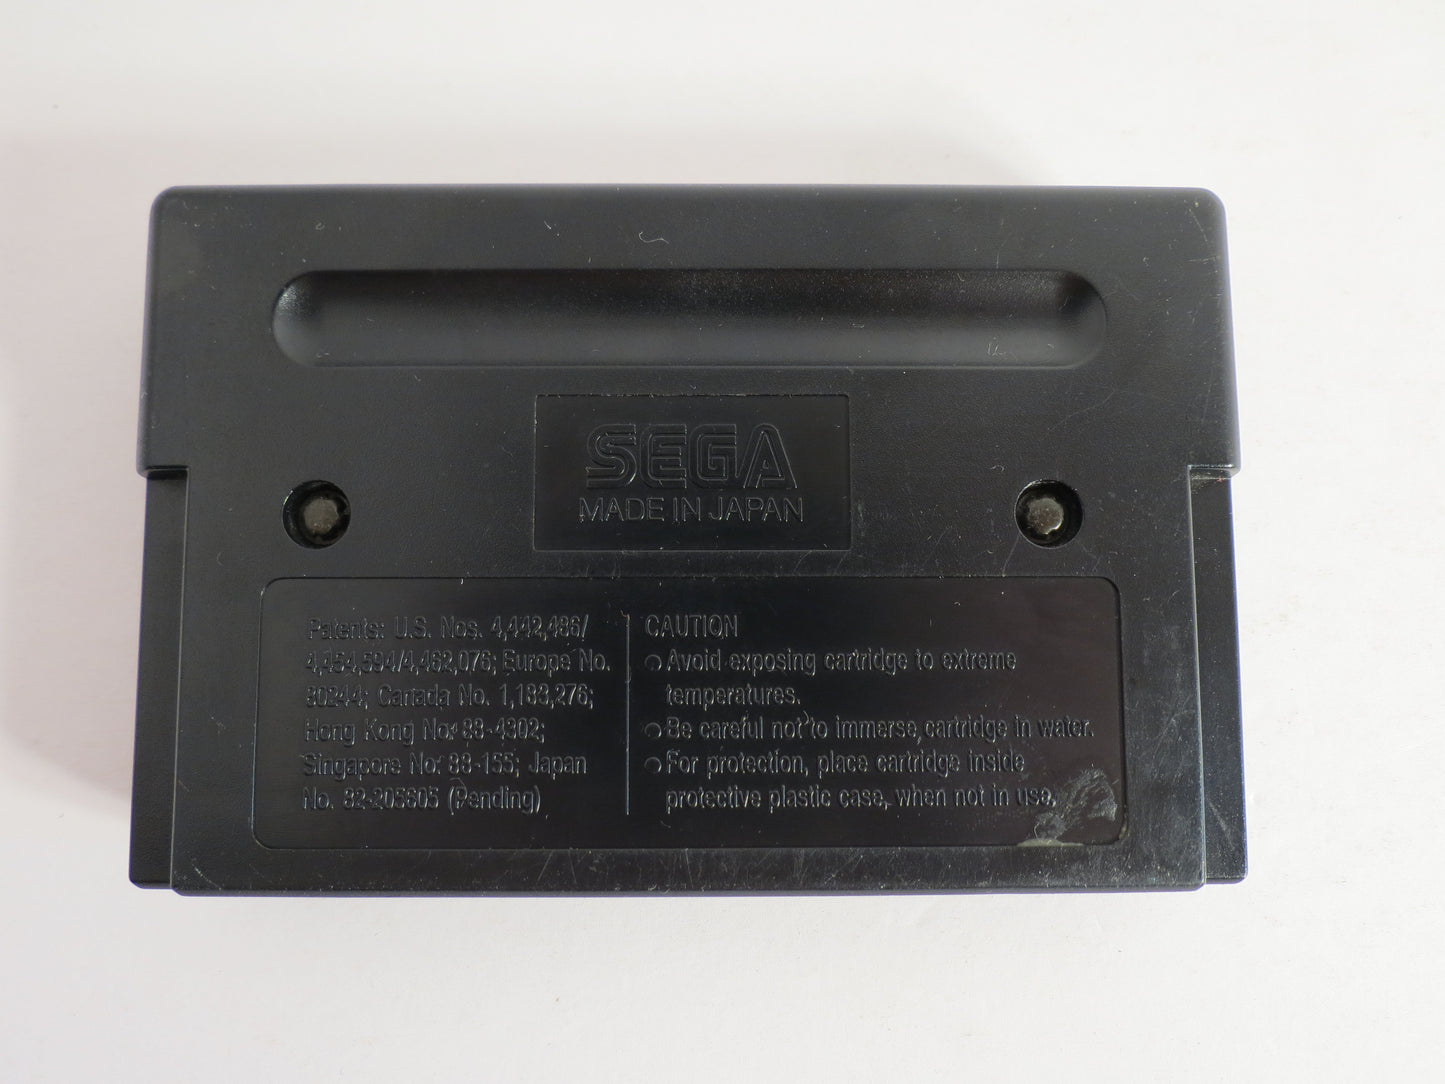 SEGA
MADE IN JAPAN
Patents: U.S. Nos. 4,442,486/
4,454,594/4,462,076; Europe No.
80244; Canada No. 1,183,276;
Hong Kong No. 88-4302;
Singapore No. 88-155; Japan
No. 82-205605 (Pending)
CAUTION
○ Avoid exposing cartridge to extreme
temperatures.
○ Be careful not to immerse cartridge in water.
○ For protection, place cartridge inside
protective plastic case, when not in use.